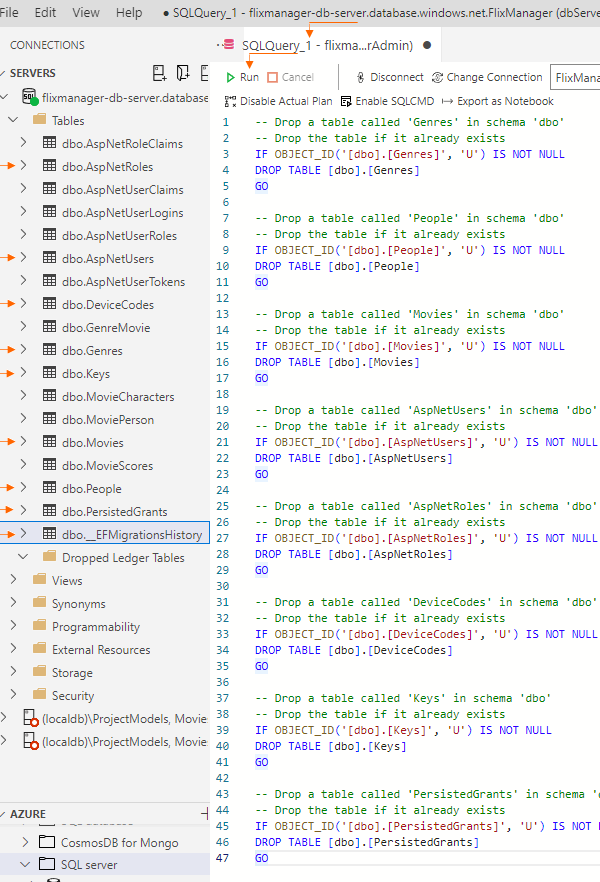 File Edit View Help ● SQLQuery_1 - flixmanager-db-server.database.windows.net.FlixManager (dbServe
CONNECTIONS
SERVERS
flixmanager-db-server.database
Tables
dbo.AspNetRoleClaims
dbo.AspNetRoles
dbo.AspNetUserClaims
dbo.AspNetUserLogins
dbo.AspNetUserRoles
dbo.AspNetUsers
dbo.AspNetUserTokens
dbo.DeviceCodes
dbo.GenreMovie
dbo.Genres
dbo.Keys
dbo.MovieCharacters
dbo.MoviePerson
dbo.Movies
dbo.MovieScores
dbo.People
dbo.PersistedGrants
dbo.__EFMigrationsHistory
Dropped Ledger Tables
Views
Synonyms
Programmability
External Resources
Storage
Security
(localdb)\ProjectModels, Movie
(localdb)\ProjectModels, Movie
AZURE
CosmosDB for Mongo
SQL server
SQLQuery_1 - flixma...rAdmin) ●
Run Cancel Disconnect Change Connection FlixMana
Disable Actual Plan Enable SQLCMD Export as Notebook
1 -- Drop a table called 'Genres' in schema 'dbo'
2 -- Drop the table if it already exists
3 IF OBJECT_ID('[dbo].[Genres]', 'U') IS NOT NULL
4 DROP TABLE [dbo].[Genres]
5 GO
6
7 -- Drop a table called 'People' in schema 'dbo'
8 -- Drop the table if it already exists
9 IF OBJECT_ID('[dbo].[People]', 'U') IS NOT NULL
10 DROP TABLE [dbo].[People]
11 GO
12
13 -- Drop a table called 'Movies' in schema 'dbo'
14 -- Drop the table if it already exists
15 IF OBJECT_ID('[dbo].[Movies]', 'U') IS NOT NULL
16 DROP TABLE [dbo].[Movies]
17 GO
18
19 -- Drop a table called 'AspNetUsers' in schema 'dbo'
20 -- Drop the table if it already exists
21 IF OBJECT_ID('[dbo].[AspNetUsers]', 'U') IS NOT NULL
22 DROP TABLE [dbo].[AspNetUsers]
23 GO
24
25 -- Drop a table called 'AspNetRoles' in schema 'dbo'
26 -- Drop the table if it already exists
27 IF OBJECT_ID('[dbo].[AspNetRoles]', 'U') IS NOT NULL
28 DROP TABLE [dbo].[AspNetRoles]
29 GO
30
31 -- Drop a table called 'DeviceCodes' in schema 'dbo'
32 -- Drop the table if it already exists
33 IF OBJECT_ID('[dbo].[DeviceCodes]', 'U') IS NOT NULL
34 DROP TABLE [dbo].[DeviceCodes]
35 GO
36
37 -- Drop a table called 'Keys' in schema 'dbo'
38 -- Drop the table if it already exists
39 IF OBJECT_ID('[dbo].[Keys]', 'U') IS NOT NULL
40 DROP TABLE [dbo].[Keys]
41 GO
42
43 -- Drop a table called 'PersistedGrants' in schema '
44 -- Drop the table if it already exists
45 IF OBJECT_ID('[dbo].[PersistedGrants]', 'U') IS NOT
46 DROP TABLE [dbo].[PersistedGrants]
47 GO